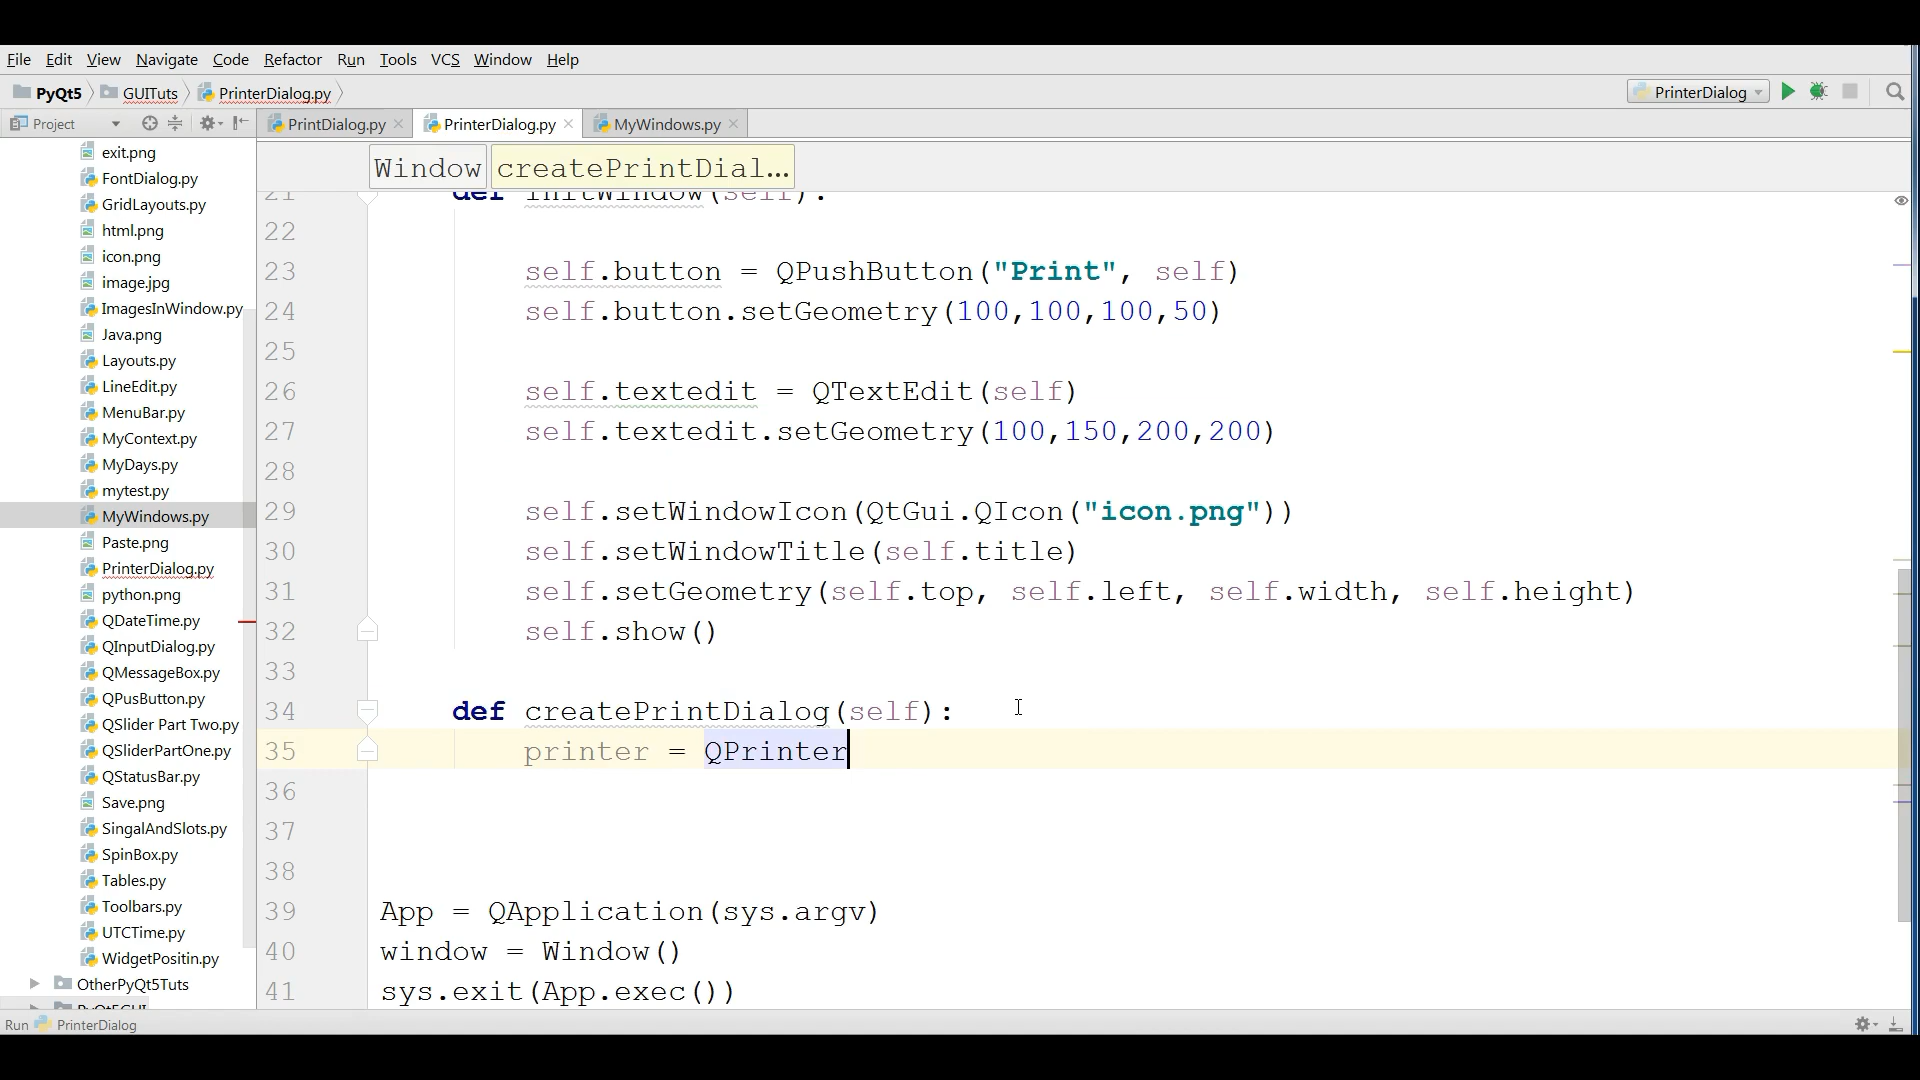 File Edit View Navigate Code Refactor Run Tools VCS Window Help
PyQt5 GUITuts PrinterDialog.py PrinterDialog
Project PrintDialog.py PrinterDialog.py MyWindows.py
Window createPrintDial...
exit.png
FontDialog.py
GridLayouts.py
html.png
icon.png
image.jpg
ImagesInWindow.py
Java.png
Layouts.py
LineEdit.py
MenuBar.py
MyContext.py
MyDays.py
mytest.py
MyWindows.py
Paste.png
PrinterDialog.py
python.png
QDateTime.py
QInputDialog.py
QMessageBox.py
QPusButton.py
QSlider Part Two.py
QSliderPartOne.py
QStatusBar.py
Save.png
SingalAndSlots.py
SpinBox.py
Tables.py
Toolbars.py
UTCTime.py
WidgetPositin.py
OtherPyQt5Tuts
PyQt5GUI
21 def initWindow(self):
22
23 self.button = QPushButton("Print", self)
24 self.button.setGeometry(100,100,100,50)
25
26 self.textedit = QTextEdit(self)
27 self.textedit.setGeometry(100,150,200,200)
28
29 self.setWindowIcon(QtGui.QIcon("icon.png"))
30 self.setWindowTitle(self.title)
31 self.setGeometry(self.top, self.left, self.width, self.height)
32 self.show()
33
34 def createPrintDialog(self):
35 printer = QPrinter
36
37
38
39 App = QApplication(sys.argv)
40 window = Window()
41 sys.exit(App.exec())
Run PrinterDialog